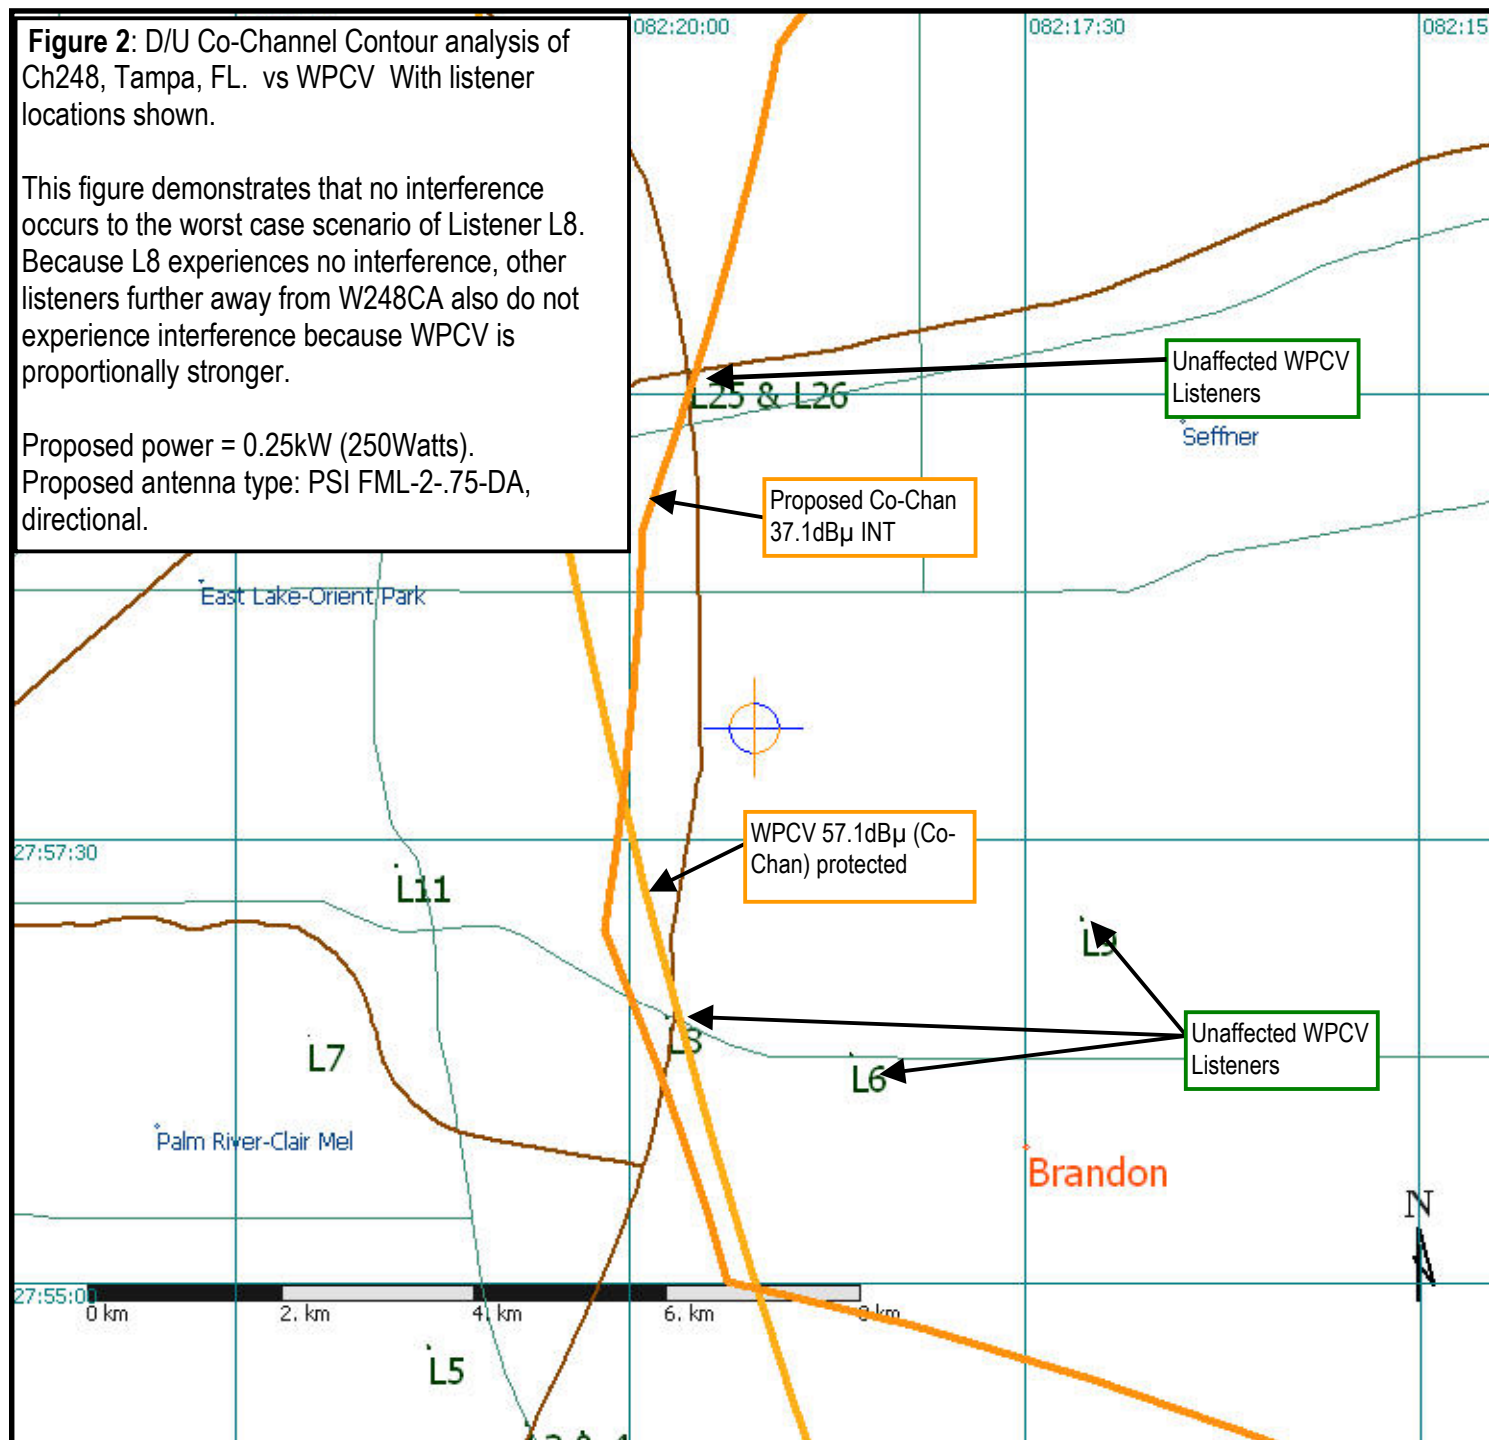 Figure 2: D/U Co-Channel Contour analysis of
Ch248, Tampa, FL. vs WPCV With listener
locations shown.
This figure demonstrates that no interference
occurs to the worst case scenario of Listener L8.
Because L8 experiences no interference, other
listeners further away from W248CA also do not
experience interference because WPCV is
proportionally stronger.
Proposed power = 0.25kW (250Watts).
Proposed antenna type: PSI FML-2-.75-DA,
directional.
082:20:00
082:17:30
082:15
Unaffected WPCV
Listeners
L25 & L26
Seffner
Proposed Co-Chan
37.1dBµ INT
East Lake-Orient Park
WPCV 57.1dBµ (Co-
Chan) protected
27:57:30
L11
L9
L8
Unaffected WPCV
Listeners
L7
L6
Palm River-Clair Mel
Brandon
N
27:55:00
0 km
2. km
4. km
6. km
8 km
L5